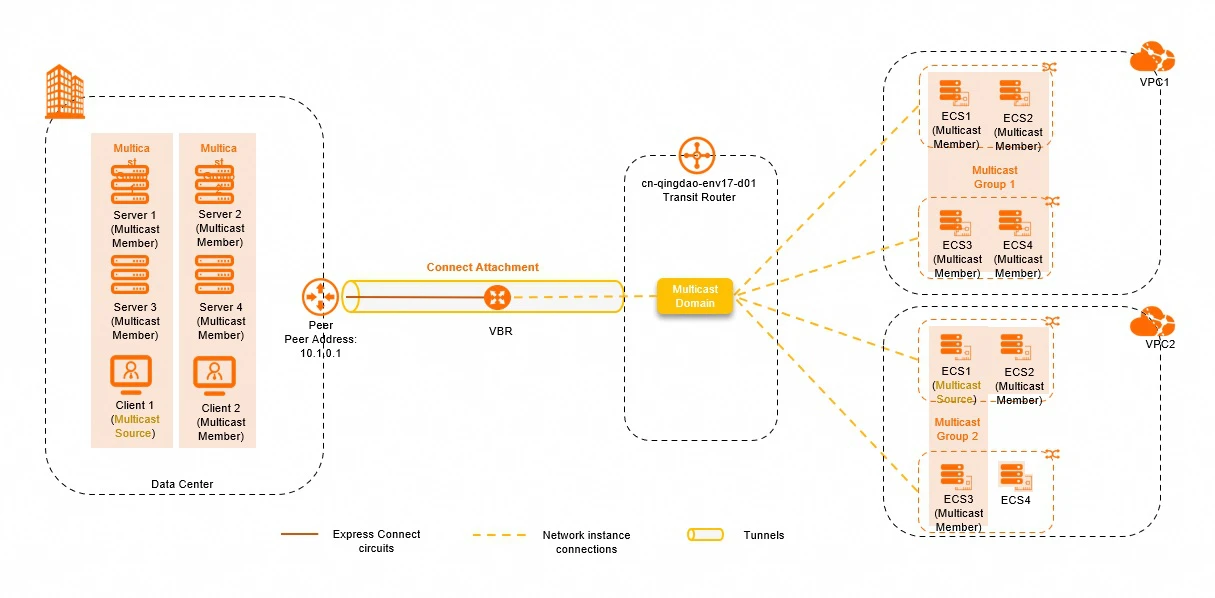 Multica
st
Server 1
(Multicast
Member)
Server 3
(Multicast
Member)
Client 1
(Multicast
Source)
Multica
st
2
Server 2
(Multicast
Member)
Server 4
(Multicast
Member)
Client 2
(Multicast
Member)
Data Center
Peer
Peer Address:
10.1.0.1
Connect Attachment
VBR
cn-qingdao-env17-d01
Transit Router
Multicast
Domain
VPC1
ECS1
(Multicast
Member)
ECS2
(Multicast
Member)
Multicast
Group 1
ECS3
(Multicast
Member)
ECS4
(Multicast
Member)
VPC2
ECS1
(Multicast
Source)
ECS2
(Multicast
Member)
Multicast
Group 2
ECS3
(Multicast
Member)
ECS4
Express Connect
circuits
Network instance
connections
Tunnels